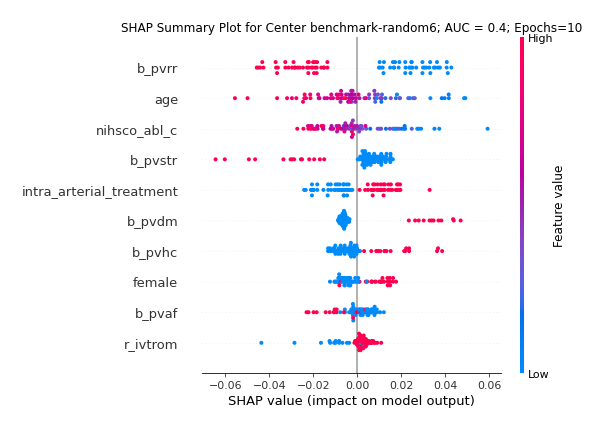 SHAP Summary Plot for Center benchmark-random6; AUC = 0.4; Epochs=10
High
b_pvrr
age
nihsco_abl_c
b_pvstr
intra_arterial_treatment
b_pvdm
b_pvhc
female
b_pvaf
r_ivtrom
Feature value
Low
−0.06 −0.04 −0.02 0.00 0.02 0.04 0.06
SHAP value (impact on model output)